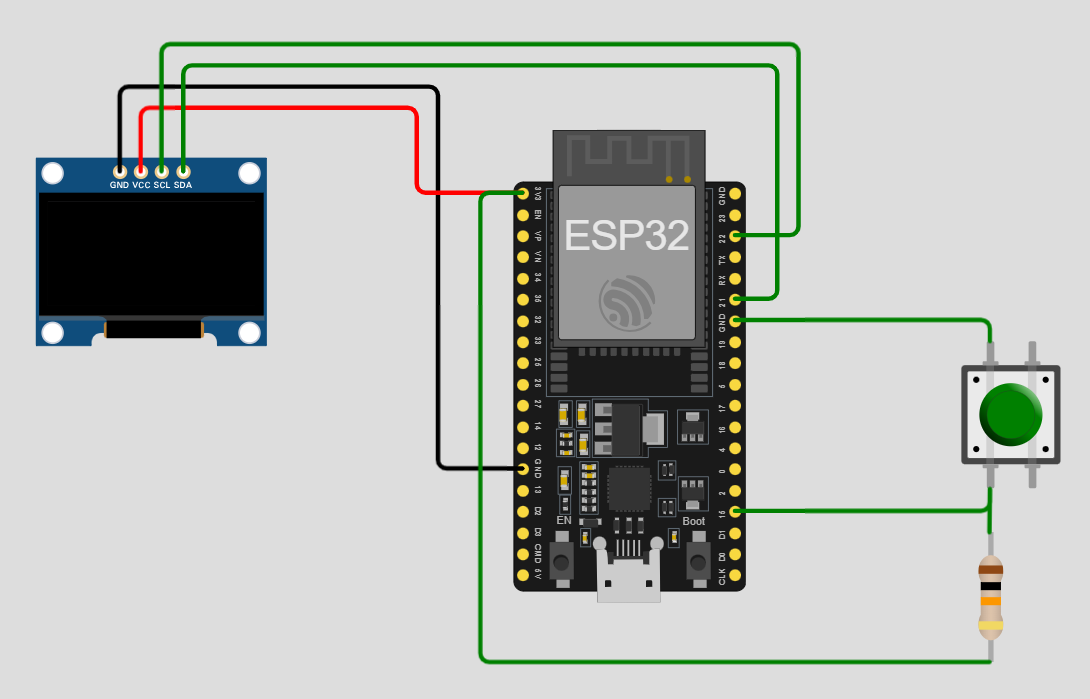 GND VCC SCL SDA
ESP32
3V3
EN
VP
VN
34
35
32
33
25
26
27
14
12
GND
13
D2
D3
CMD
5V
GND
23
22
TX
RX
21
GND
19
18
5
17
16
4
0
2
15
D1
D0
CLK
EN
Boot